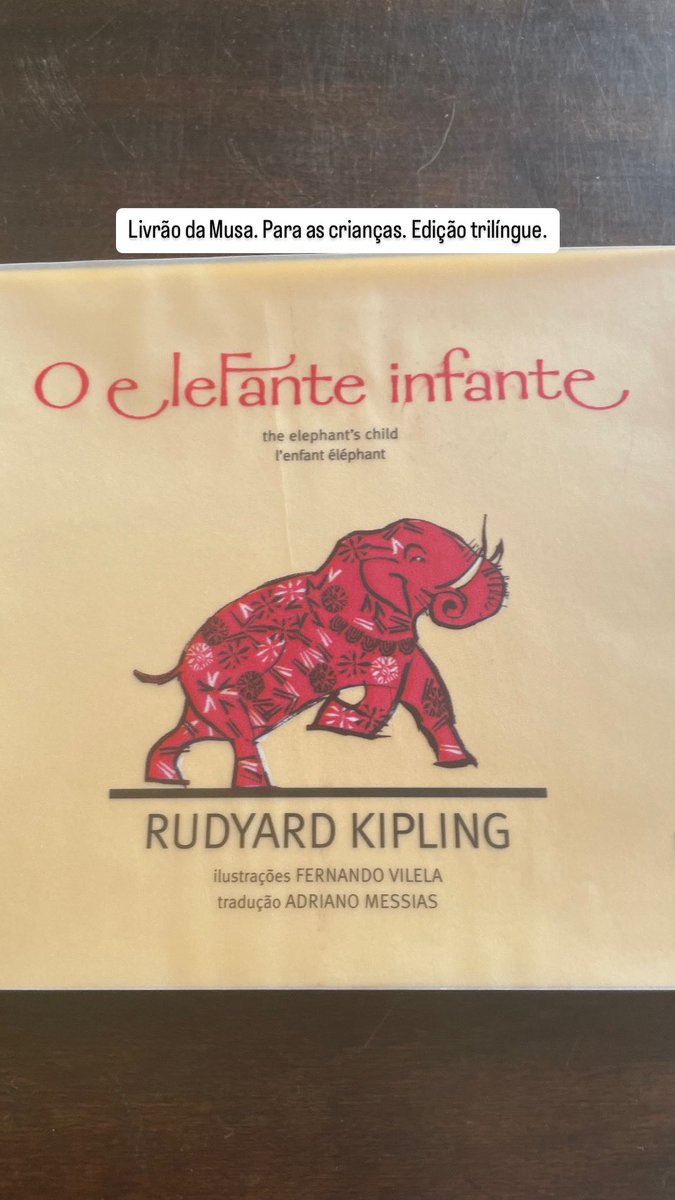 Livrão da Musa. Para as crianças. Edição trilíngue.
O elefante infante
the elephant's child
l'enfant éléphant
RUDYARD KIPLING
ilustrações FERNANDO VILELA
tradução ADRIANO MESSIAS